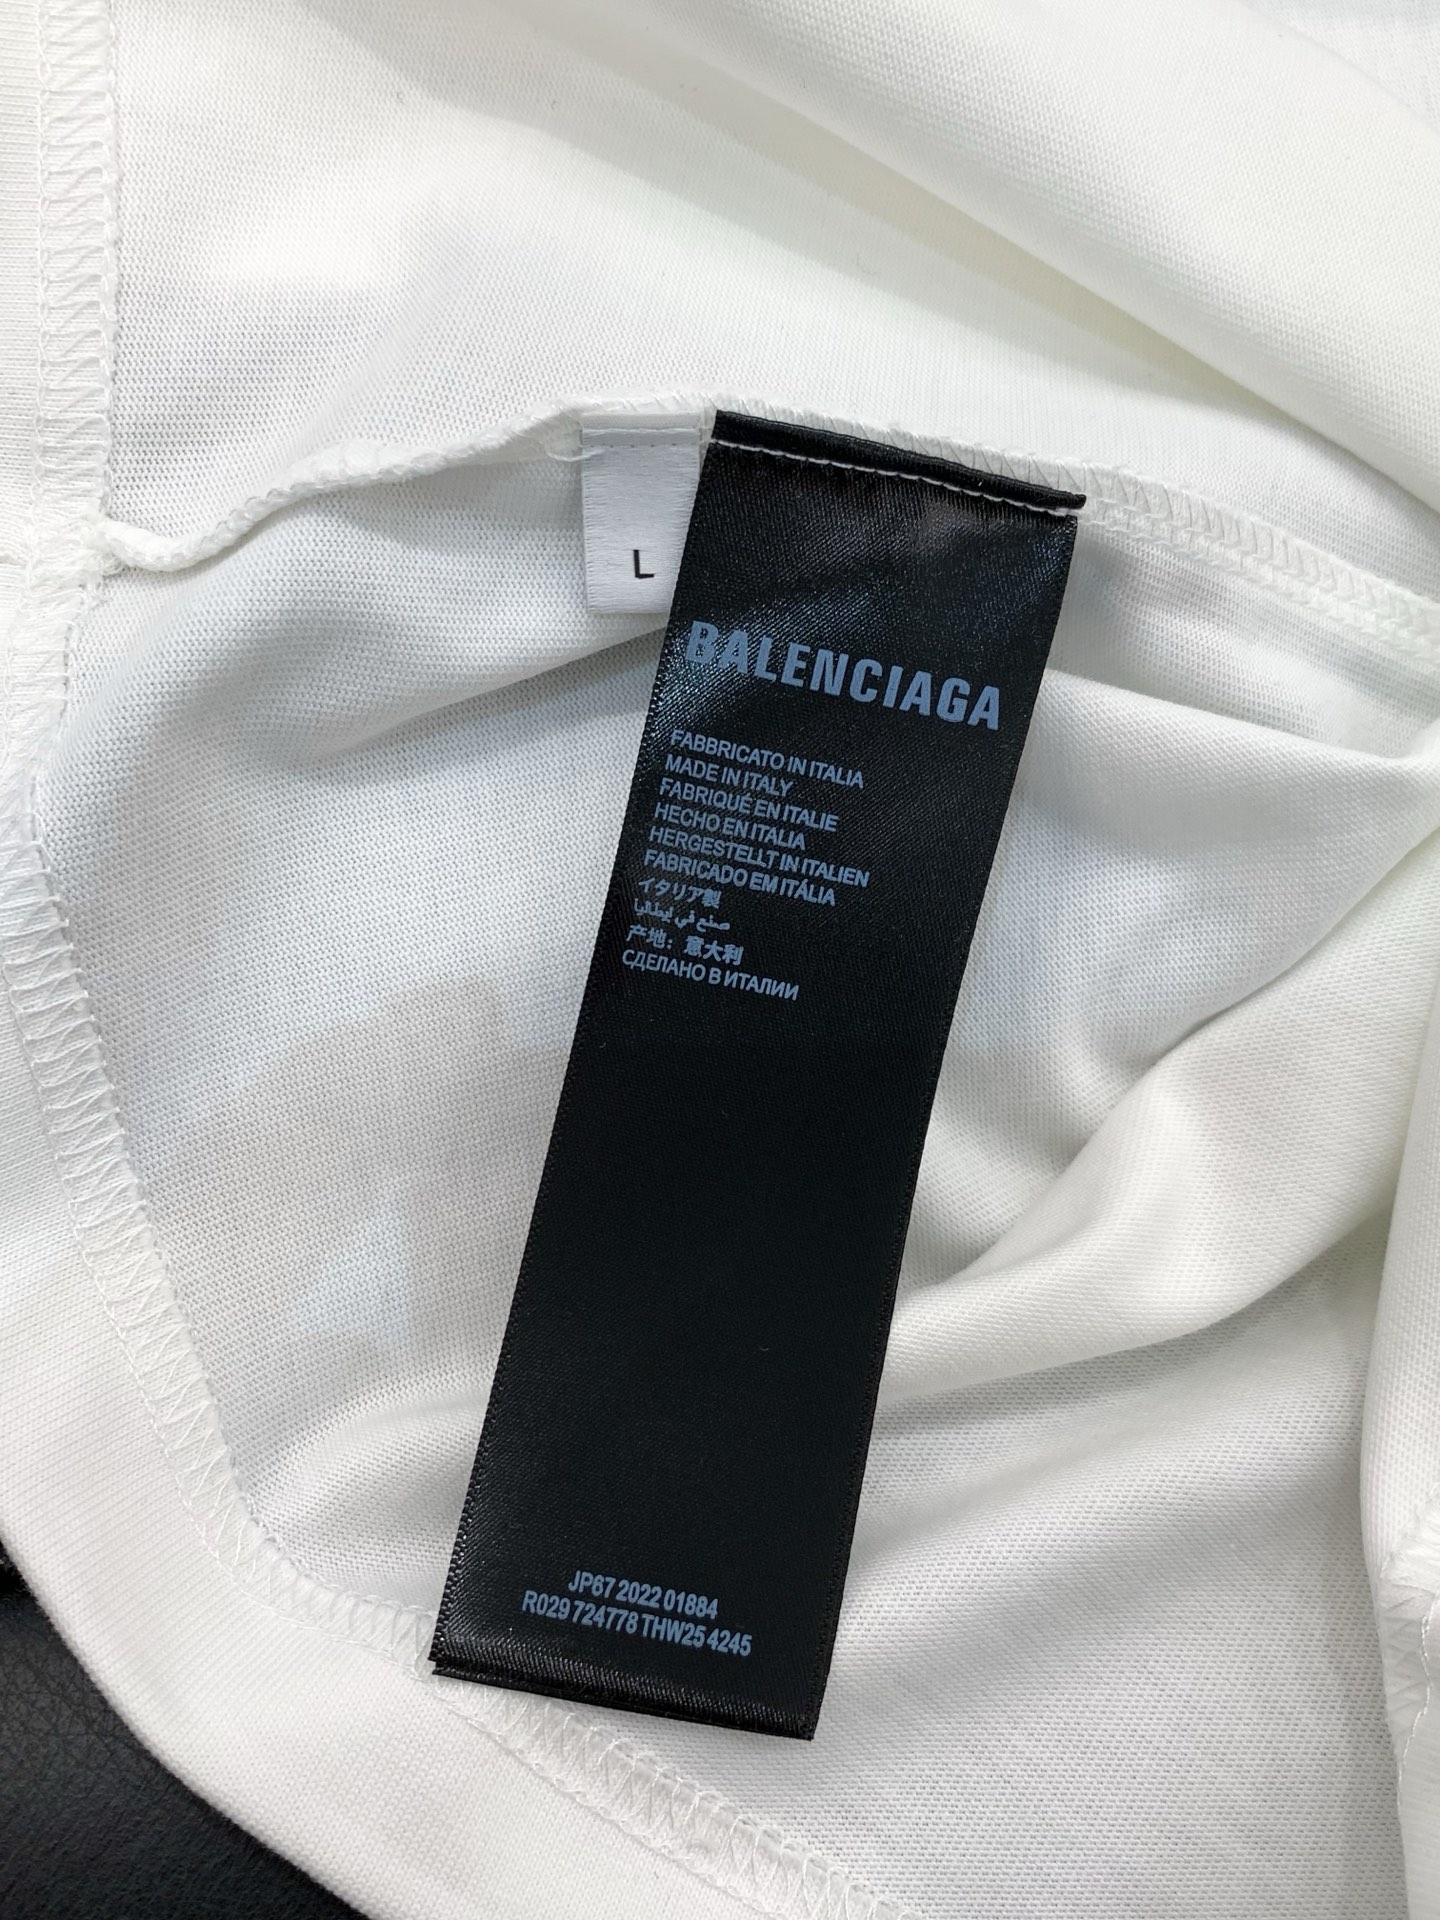 L
BALENCIAGA
FABBRICATO IN ITALIA
MADE IN ITALY
FABRIQUÉ EN ITALIE
HECHO EN ITALIA
HERGESTELLT IN ITALIEN
FABRICADO EM ITÁLIA
イタリア製
صنع في إيطاليا
产地：意大利
СДЕЛАНО В ИТАЛИИ
JP67 2022 01884
R029 724778 THW25 4245